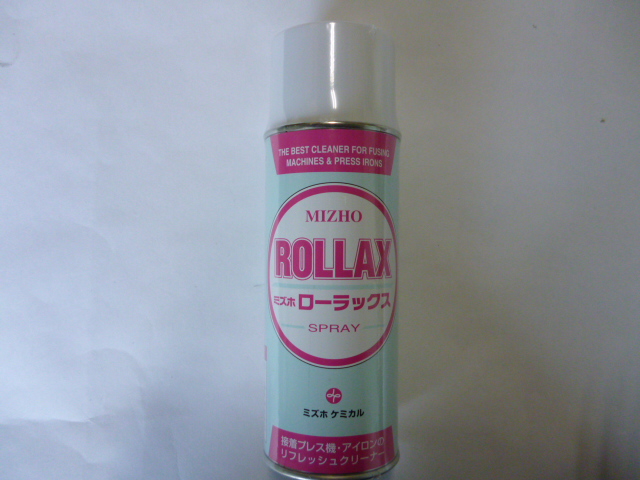 THE BEST CLEANER FOR FUSING
MACHINES & PRESS IRONS
MIZHO
ROLLAX
ミズホ ローラックス
SPRAY
ミズホ ケミカル
接着プレス機・アイロンの
リフレッシュクリーナー